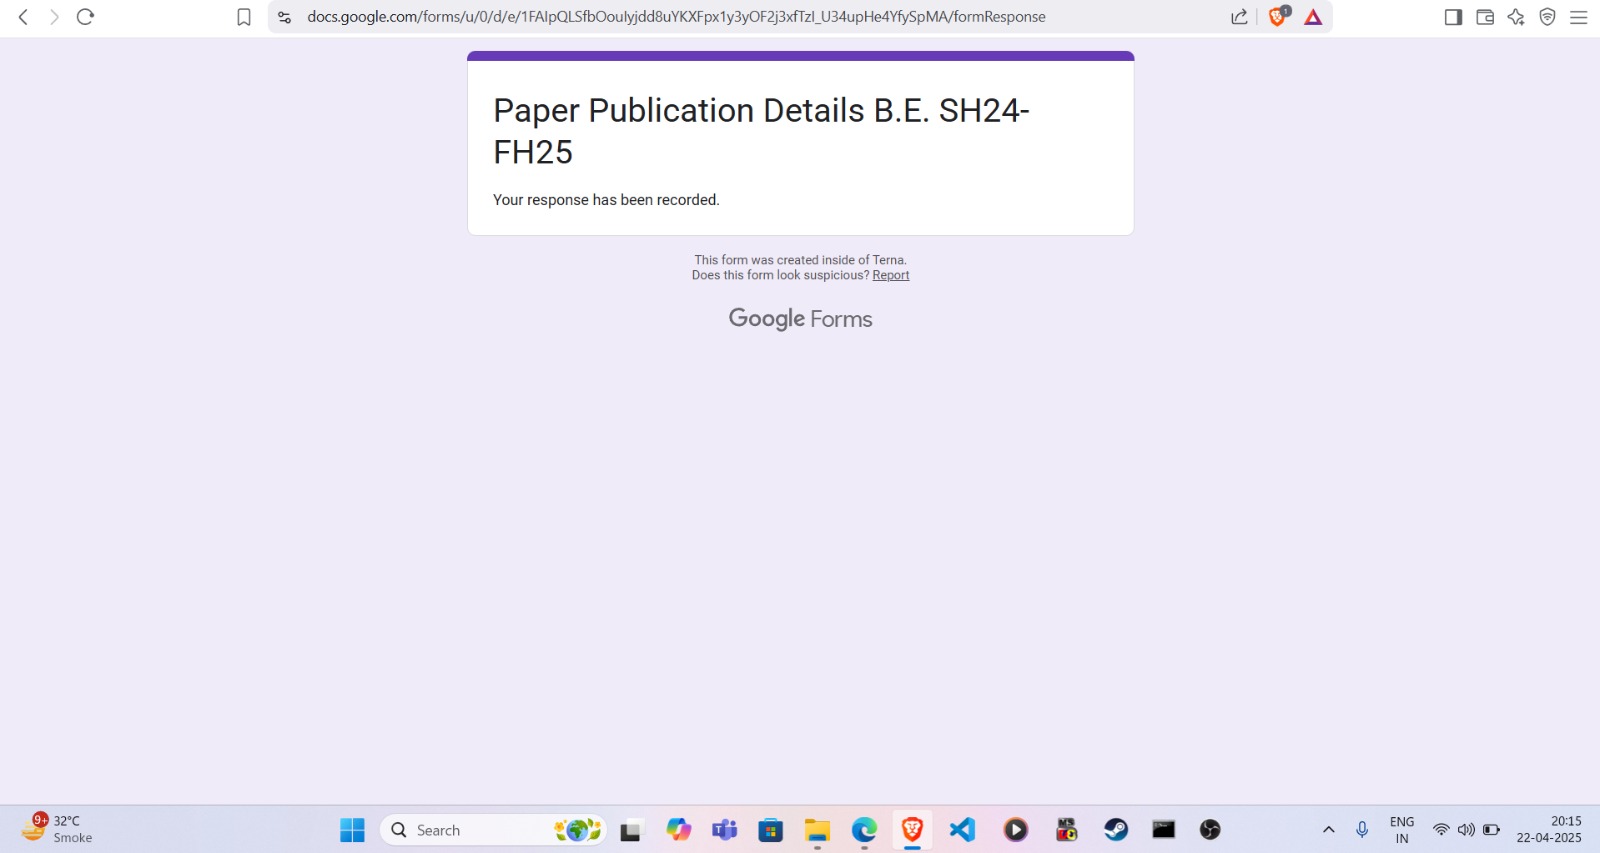 docs.google.com/forms/u/0/d/e/1FAIpQLSfbOouIyjdd8uYKXFpx1y3yOF2j3xfTzI_U34upHe4YfySpMA/formResponse
1
Paper Publication Details B.E. SH24-
FH25
Your response has been recorded.
This form was created inside of Terna.
Does this form look suspicious? Report
Google Forms
9+
32°C
Smoke
Search
ENG
IN
20:15
22-04-2025